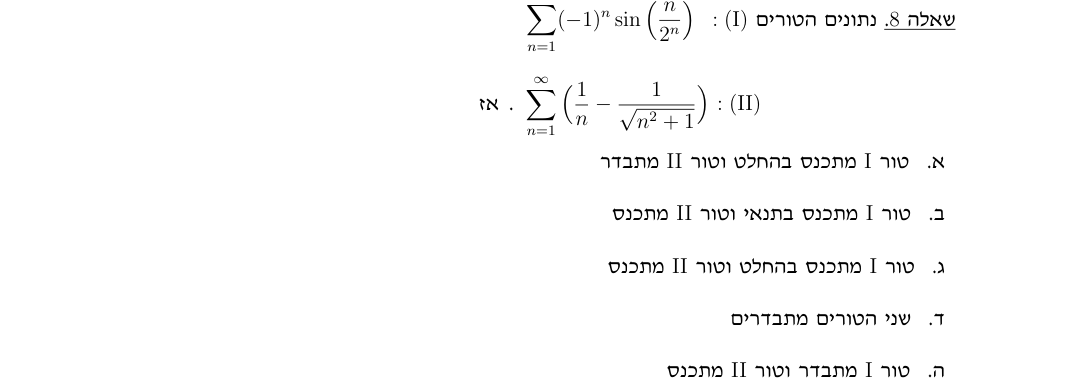 שאלה 8. נתונים הטורים (I) : \sum_{n=1} (-1)^n \sin\left(\frac{n}{2^n}\right)
(II) : \sum_{n=1}^{\infty} \left(\frac{1}{n} - \frac{1}{\sqrt{n^2+1}}\right) . אז
א. טור I מתכנס בהחלט וטור II מתבדר
ב. טור I מתכנס בתנאי וטור II מתכנס
ג. טור I מתכנס בהחלט וטור II מתכנס
ד. שני הטורים מתבדרים
ה. טור I מתבדר וטור II מתכנס